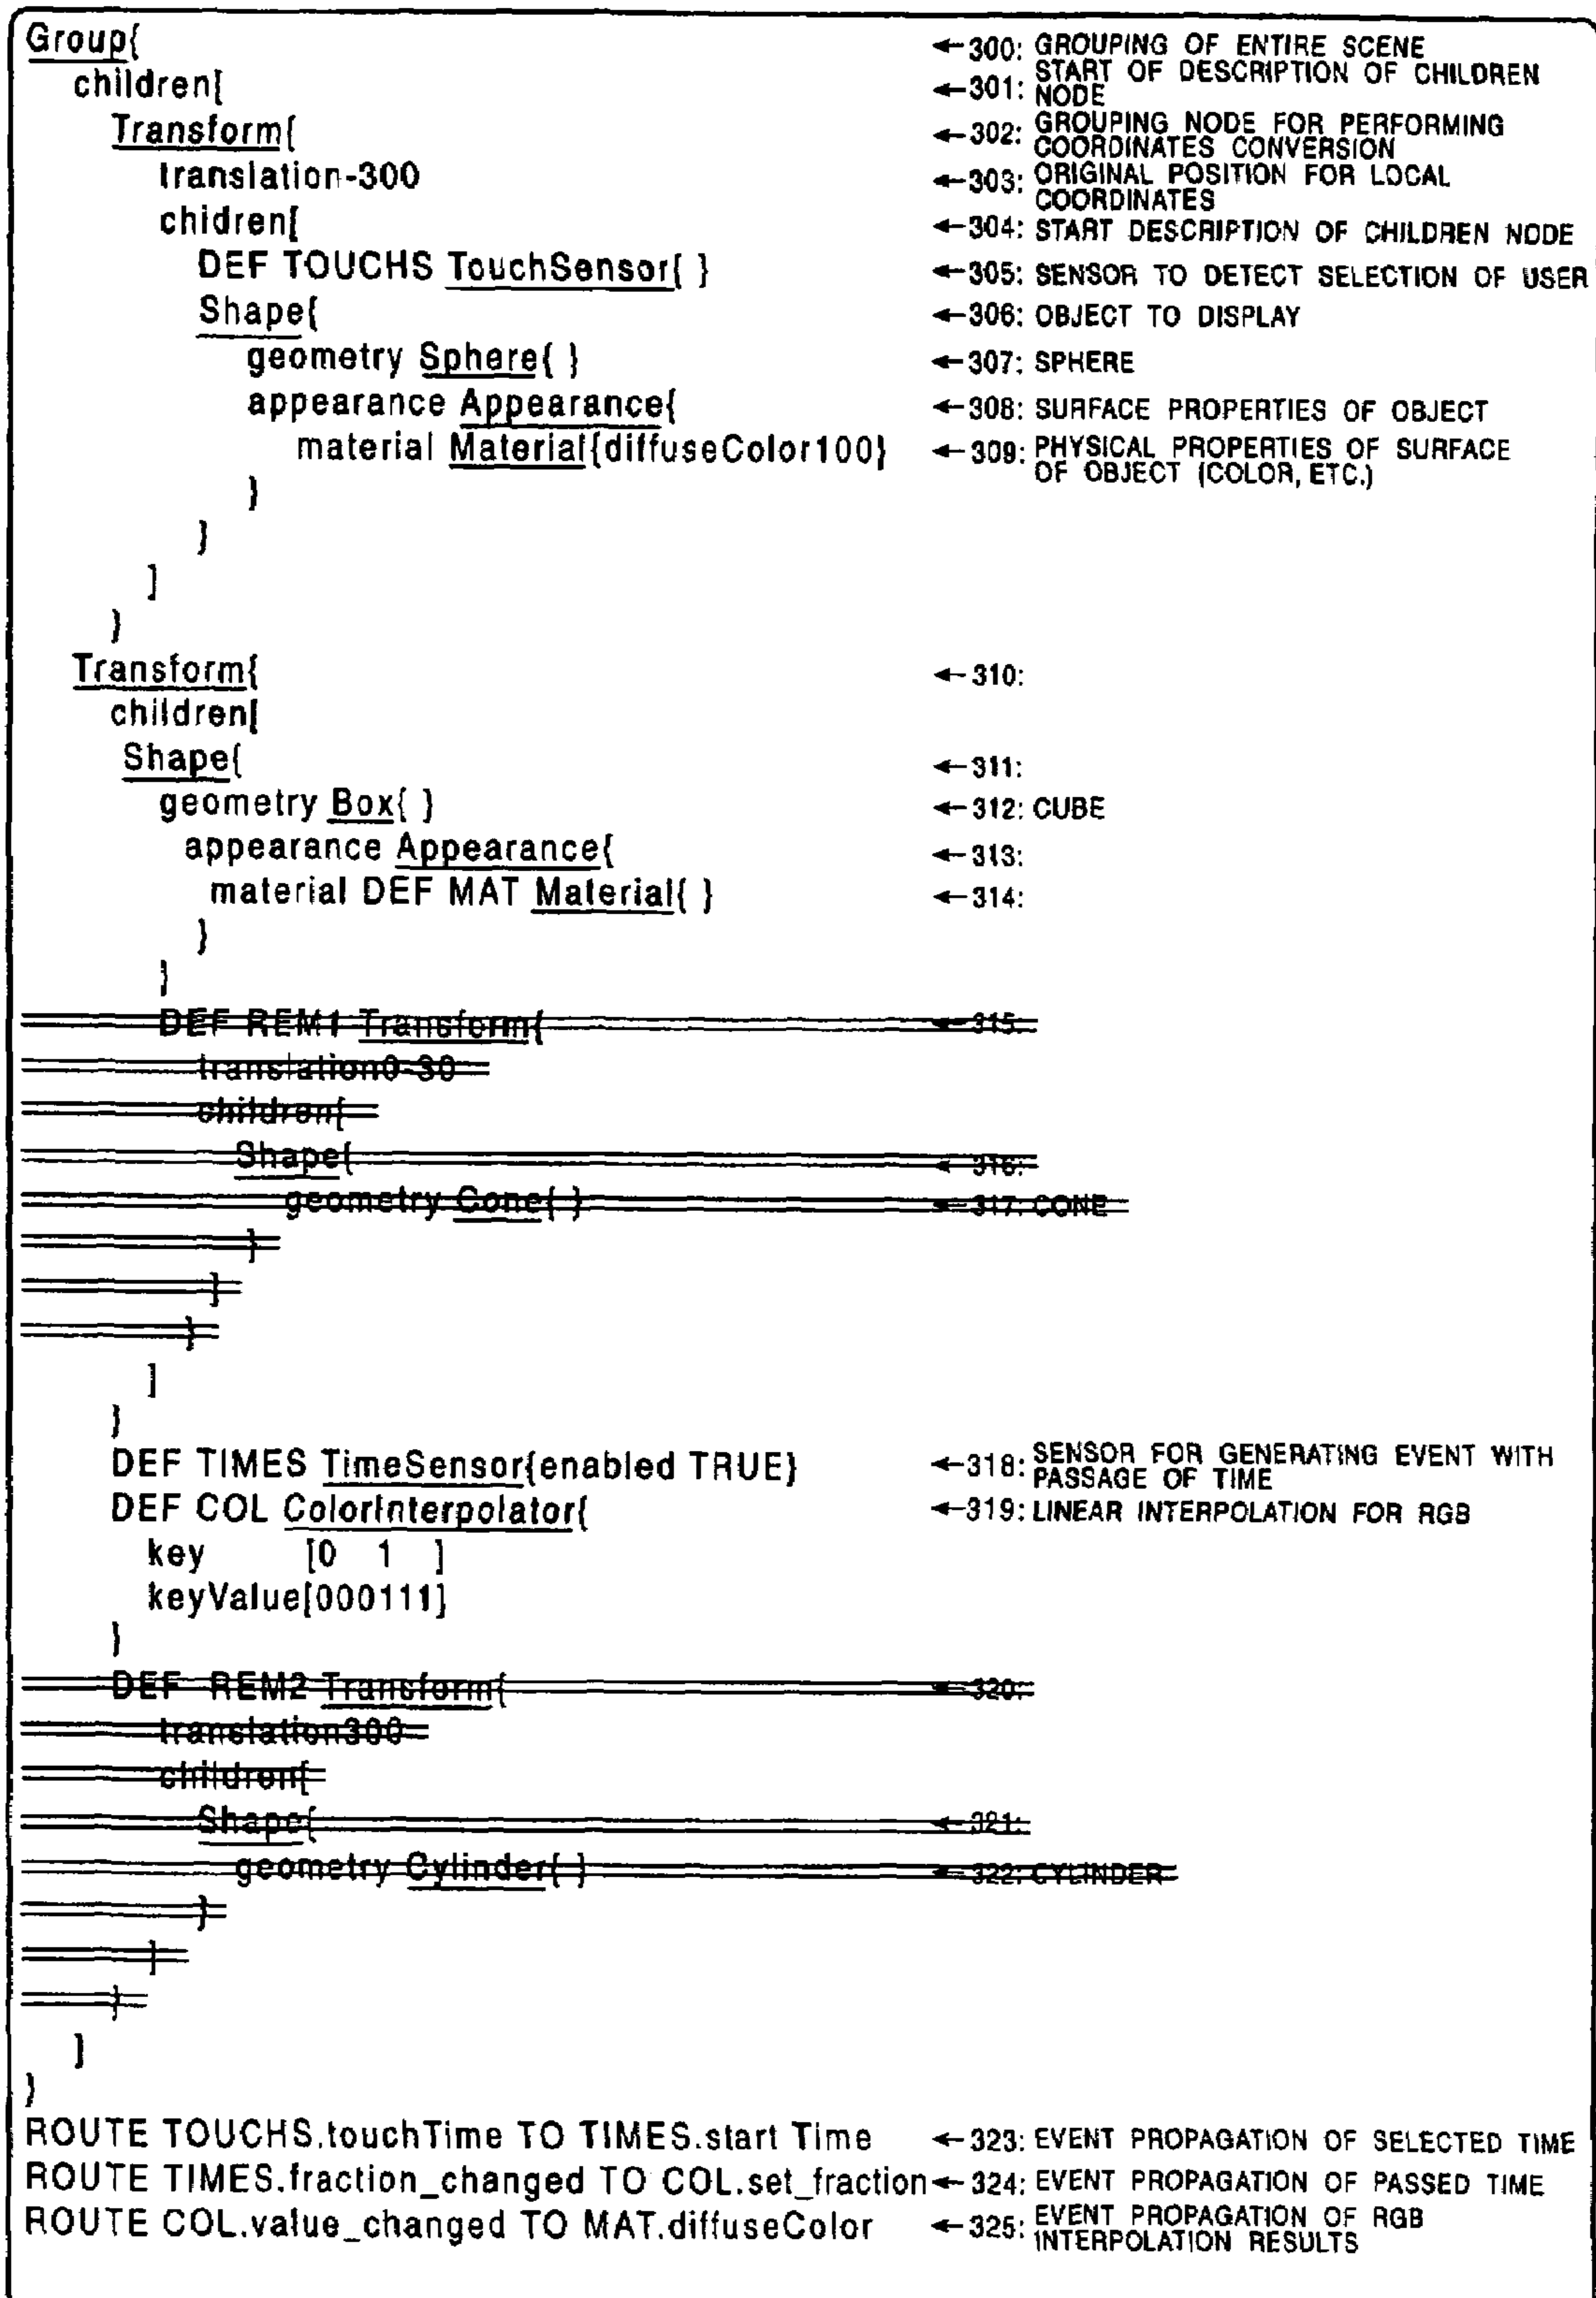 Group{ ←300: GROUPING OF ENTIRE SCENE
children[ ←301: START OF DESCRIPTION OF CHILDREN NODE
Transform{ ←302: GROUPING NODE FOR PERFORMING COORDINATES CONVERSION
translation-300 ←303: ORIGINAL POSITION FOR LOCAL COORDINATES
chidren[ ←304: START DESCRIPTION OF CHILDREN NODE
DEF TOUCHS TouchSensor{ } ←305: SENSOR TO DETECT SELECTION OF USER
Shape{ ←306: OBJECT TO DISPLAY
geometry Sphere{ } ←307: SPHERE
appearance Appearance{ ←308: SURFACE PROPERTIES OF OBJECT
material Material{diffuseColor100} ←309: PHYSICAL PROPERTIES OF SURFACE OF OBJECT (COLOR, ETC.)
}
}
]
}
Transform{ ←310:
children[
Shape{ ←311:
geometry Box{ } ←312: CUBE
appearance Appearance{ ←313:
material DEF MAT Material{ } ←314:
}
}
DEF REM1 Transform{ ←315:
translation0-30
children[
Shape{ ←316:
geometry Cone{ } ←317: CONE
}
]
}
]
}
DEF TIMES TimeSensor{enabled TRUE} ←318: SENSOR FOR GENERATING EVENT WITH PASSAGE OF TIME
DEF COL ColorInterpolator{ ←319: LINEAR INTERPOLATION FOR RGB
key [0 1 ]
keyValue[000111]
}
DEF REM2 Transform{ ←320:
translation300
children[
Shape{ ←321:
geometry Cylinder{ } ←322: CYLINDER
}
]
}
]
}
ROUTE TOUCHS.touchTime TO TIMES.start Time ←323: EVENT PROPAGATION OF SELECTED TIME
ROUTE TIMES.fraction_changed TO COL.set_fraction ←324: EVENT PROPAGATION OF PASSED TIME
ROUTE COL.value_changed TO MAT.diffuseColor ←325: EVENT PROPAGATION OF RGB INTERPOLATION RESULTS